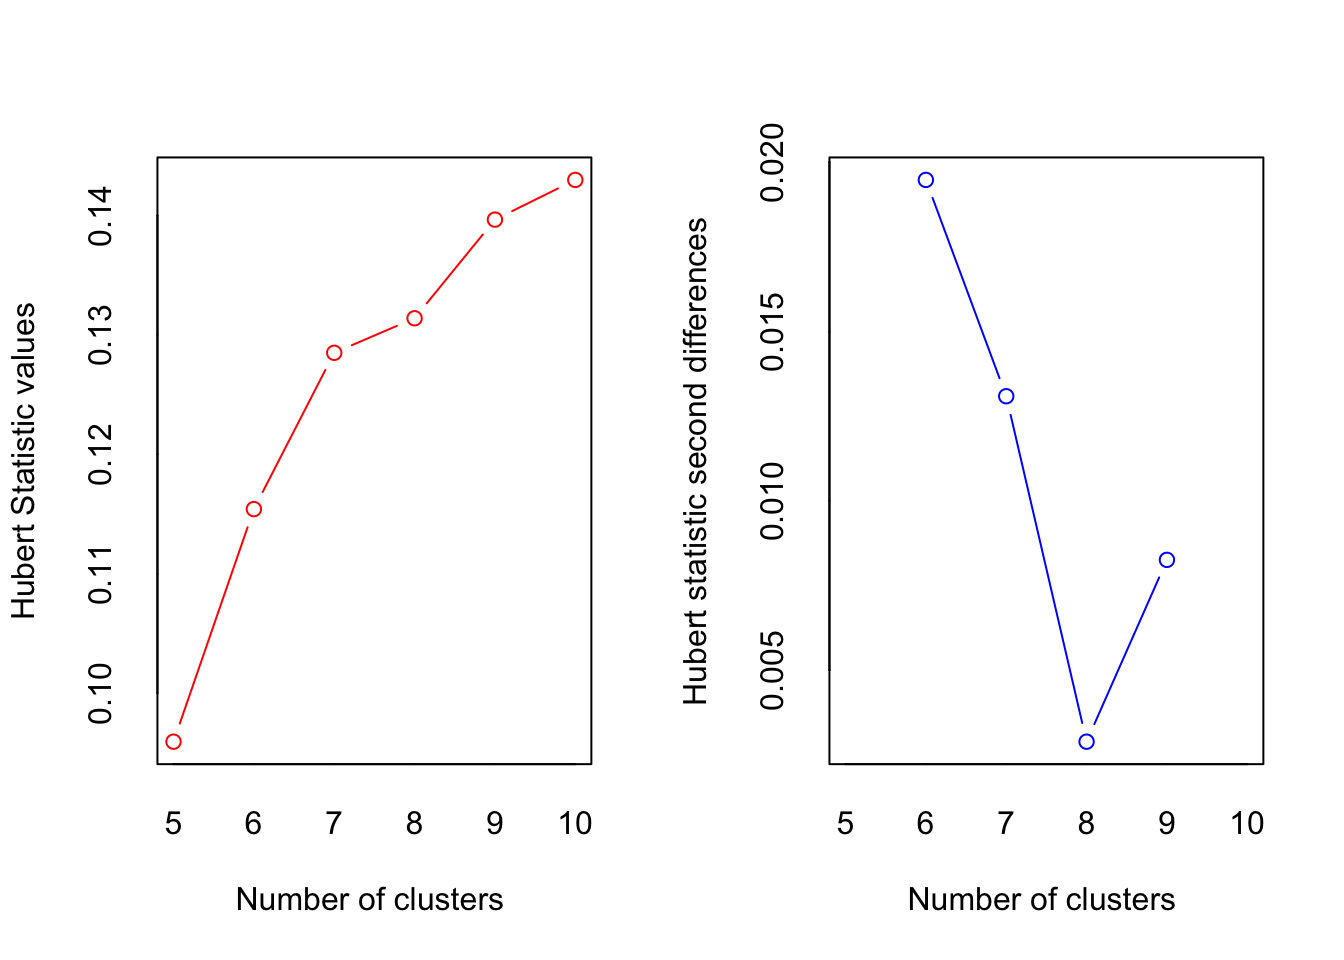 Hubert Statistic values
0.14
0.13
0.12
0.11
0.10
5 6 7 8 9 10
Number of clusters
Hubert statistic second differences
0.020
0.015
0.010
0.005
5 6 7 8 9 10
Number of clusters